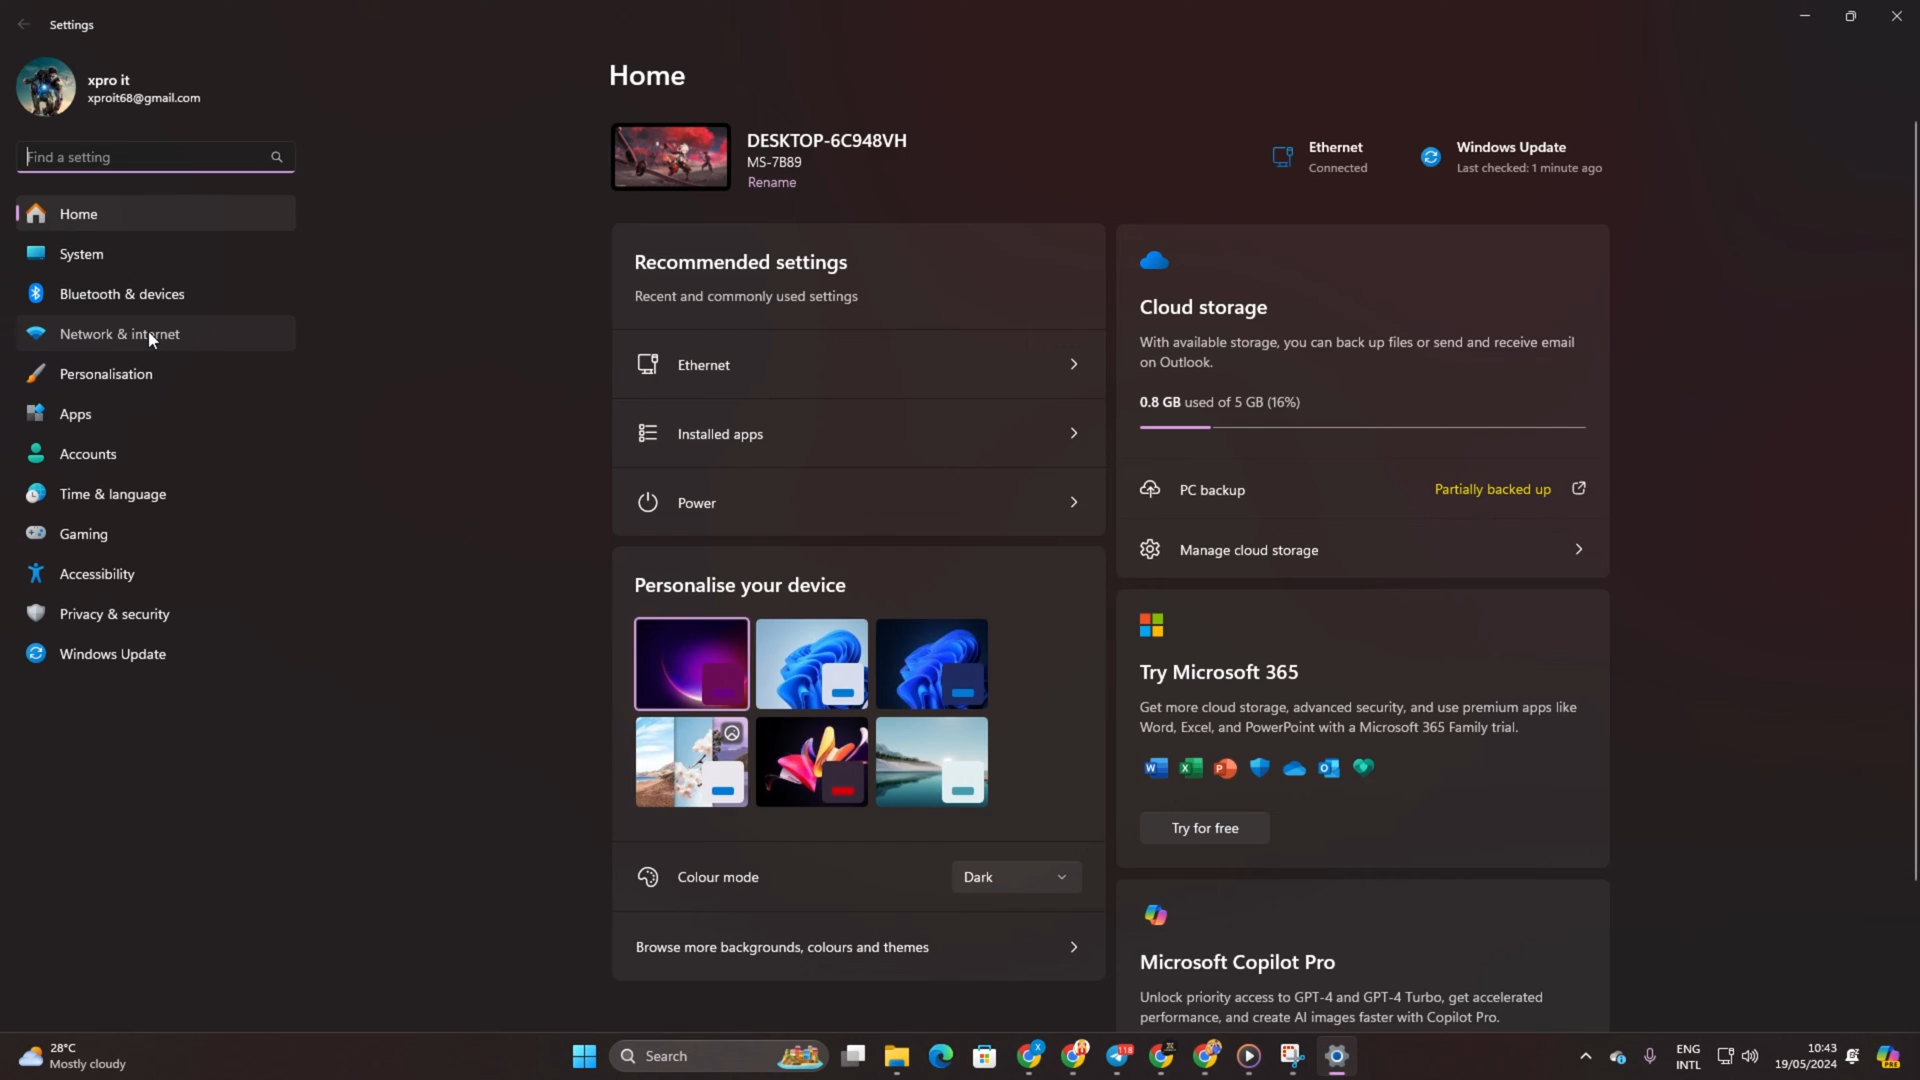 Settings
xpro it
xproit68@gmail.com
Find a setting
Home
System
Bluetooth & devices
Network & internet
Personalisation
Apps
Accounts
Time & language
Gaming
Accessibility
Privacy & security
Windows Update
Home
DESKTOP-6C948VH
MS-7B89
Rename
Ethernet
Connected
Windows Update
Last checked: 1 minute ago
Recommended settings
Recent and commonly used settings
Ethernet
Installed apps
Power
Personalise your device
Colour mode
Dark
Browse more backgrounds, colours and themes
Cloud storage
With available storage, you can back up files or send and receive email
on Outlook.
0.8 GB used of 5 GB (16%)
PC backup
Partially backed up
Manage cloud storage
Try Microsoft 365
Get more cloud storage, advanced security, and use premium apps like
Word, Excel, and PowerPoint with a Microsoft 365 Family trial.
Try for free
Microsoft Copilot Pro
Unlock priority access to GPT-4 and GPT-4 Turbo, get accelerated
performance, and create AI images faster with Copilot Pro.
28°C
Mostly cloudy
Search
118
ENG
INTL
10:43
19/05/2024
PRE